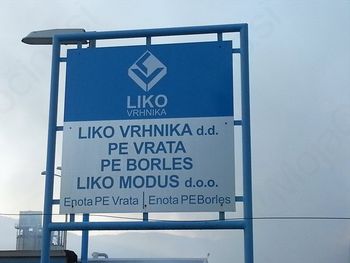 LIKO
VRHNIKA
LIKO VRHNIKA d.d.
PE VRATA
PE BORLES
LIKO MODUS d.o.o.
Enota PE Vrata | Enota PE Borles